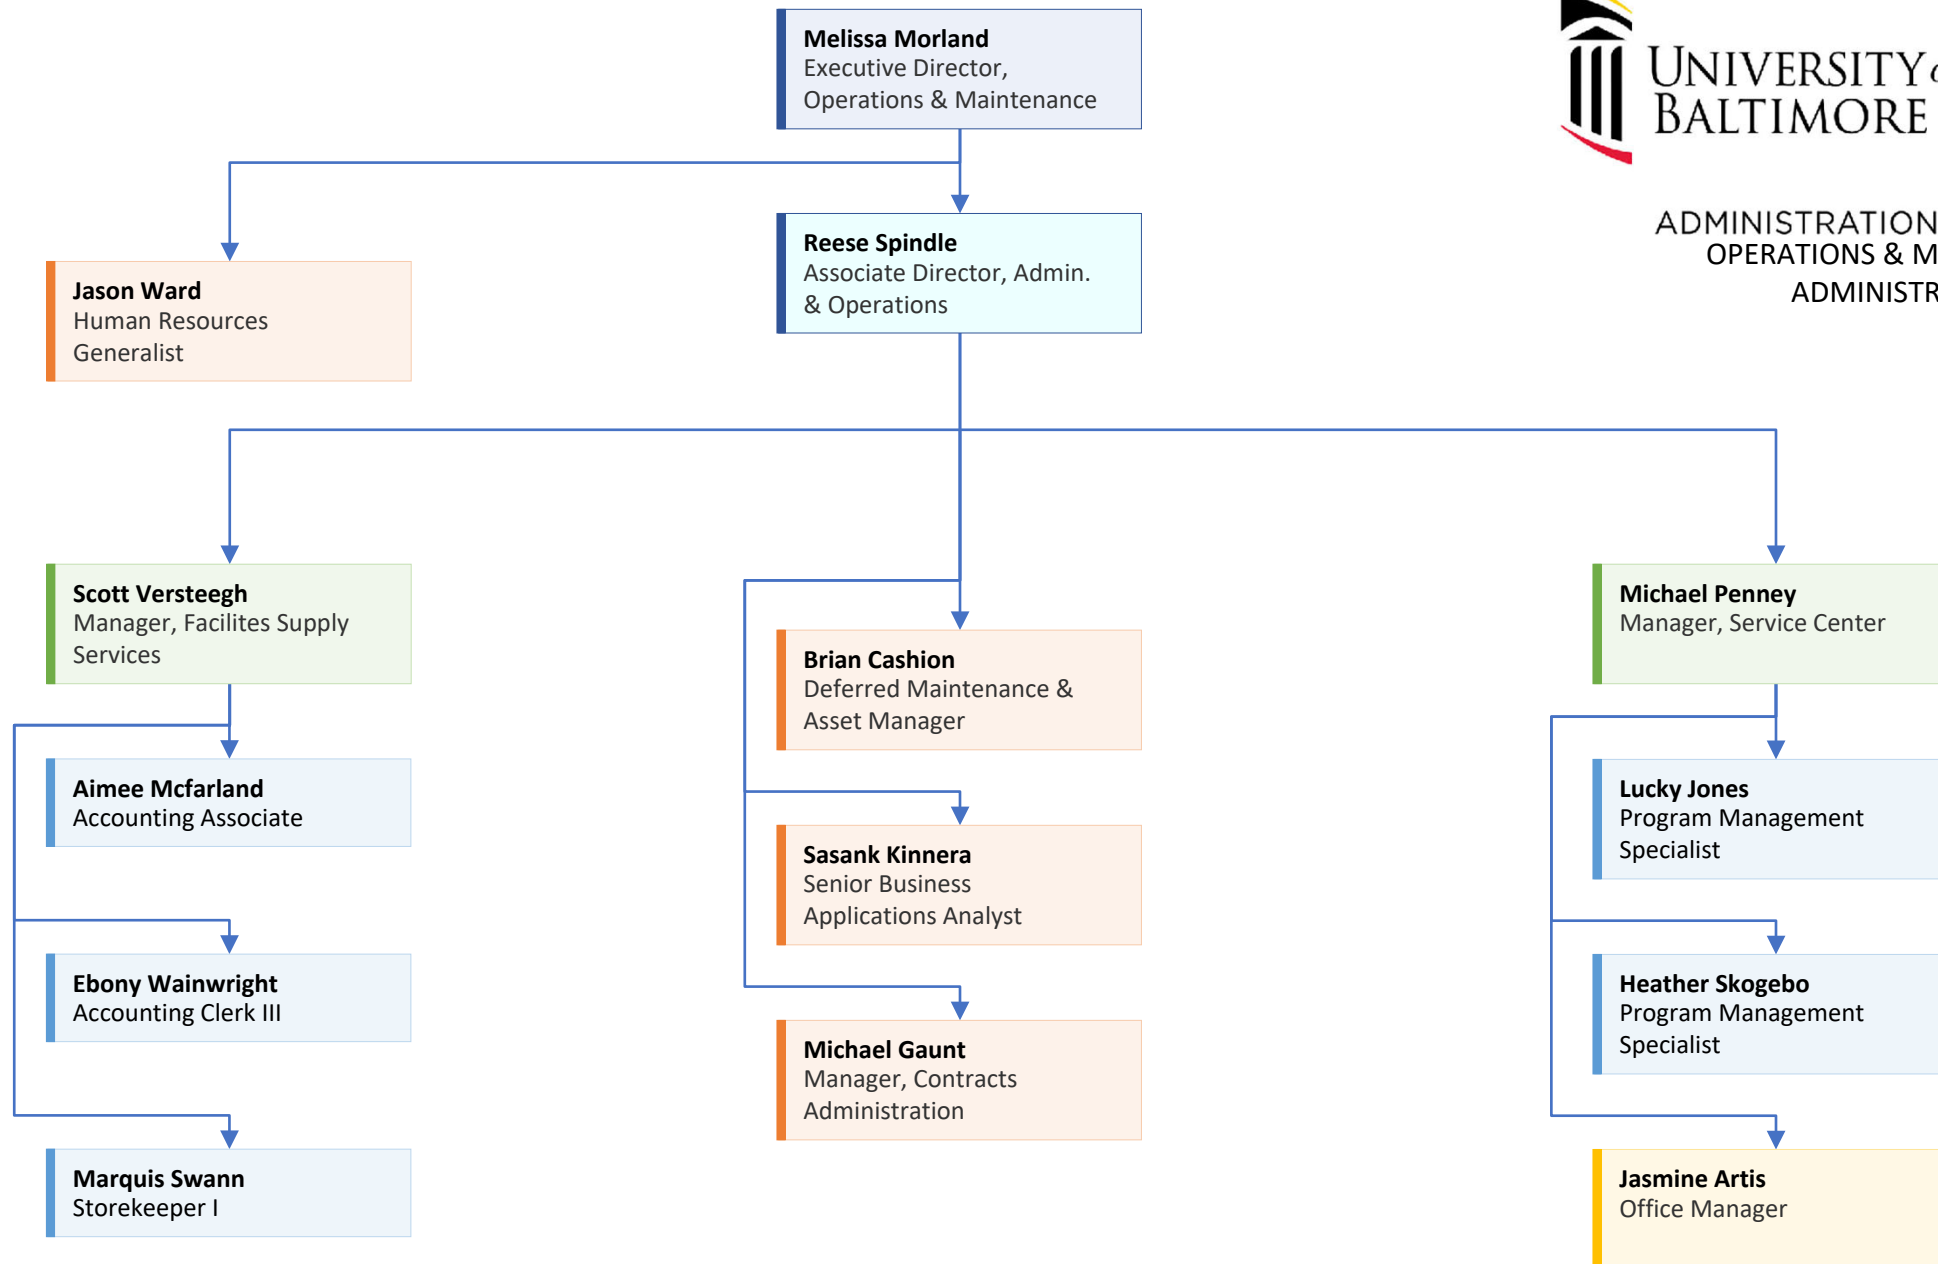 Melissa Morland
Executive Director,
Operations & Maintenance
UNIVERSITY
BALTIMORE
ADMINISTRATION
OPERATIONS &
Reese Spindle
Associate Director, Admin.
& Operations
Jason Ward
Human Resources
Generalist
Scott Versteegh
Manager, Facilites Supply
Services
Aimee Mcfarland
Accounting Associate
Ebony Wainwright
Accounting Clerk III
Marquis Swann
Storekeeper I
Brian Cashion
Deferred Maintenance &
Asset Manager
Sasank Kinnera
Senior Business
Applications Analyst
Michael Gaunt
Manager, Contracts
Administration
Michael Penney
Manager, Service Center
Lucky Jones
Program Management
Specialist
Heather Skogebo
Program Management
Specialist
Jasmine Artis
Office Manager